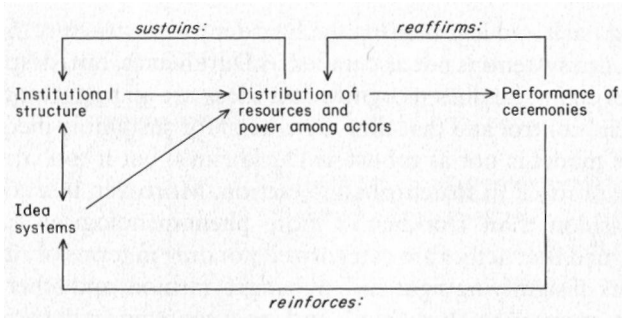 sustains:
reaffirms:
Institutional
structure
Distribution of
resources and
power among actors
Performance of
ceremonies
Idea
systems
reinforces: